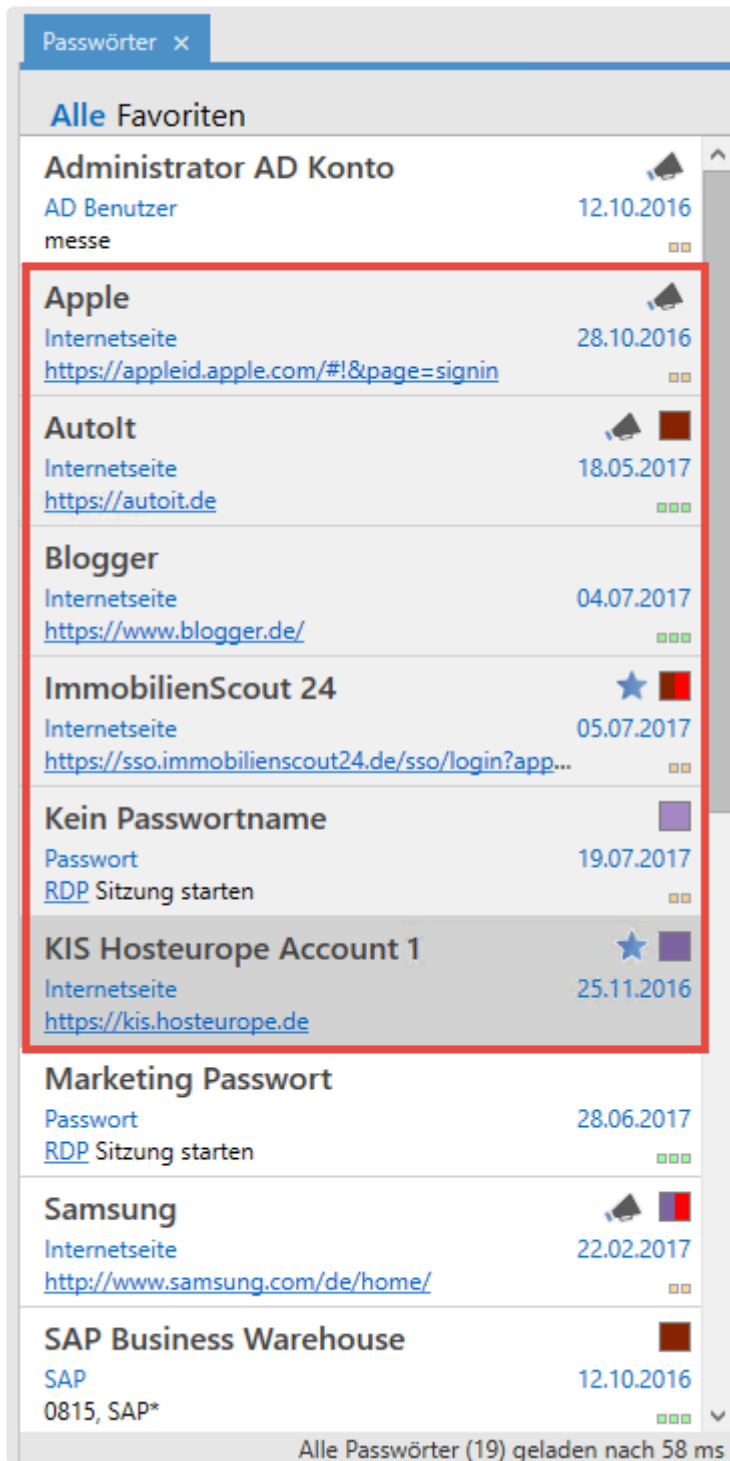 Passwörter ×
Alle Favoriten
Administrator AD Konto
AD Benutzer 12.10.2016
messe
Apple
Internetseite 28.10.2016
https://appleid.apple.com/#!&page=signin
AutoIt
Internetseite 18.05.2017
https://autoit.de
Blogger
Internetseite 04.07.2017
https://www.blogger.de/
ImmobilienScout 24
Internetseite 05.07.2017
https://sso.immobilienscout24.de/sso/login?app...
Kein Passwortname
Passwort 19.07.2017
RDP Sitzung starten
KIS Hosteurope Account 1
Internetseite 25.11.2016
https://kis.hosteurope.de
Marketing Passwort
Passwort 28.06.2017
RDP Sitzung starten
Samsung
Internetseite 22.02.2017
http://www.samsung.com/de/home/
SAP Business Warehouse
SAP 12.10.2016
0815, SAP*
Alle Passwörter (19) geladen nach 58 ms